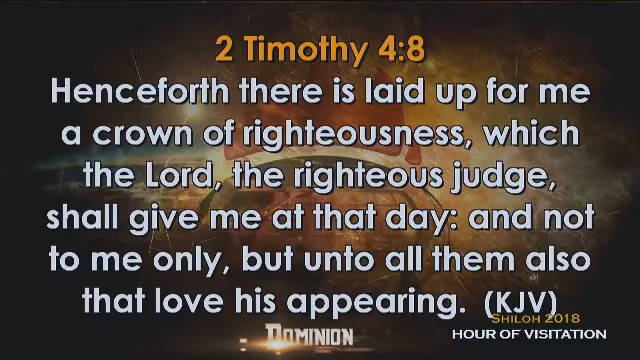 2 Timothy 4:8
Henceforth there is laid up for me
a crown of righteousness, which
the Lord, the righteous judge,
shall give me at that day: and not
to me only, but unto all them also
that love his appearing. (KJV)
SHILOH 2018
DOMINION
HOUR OF VISITATION